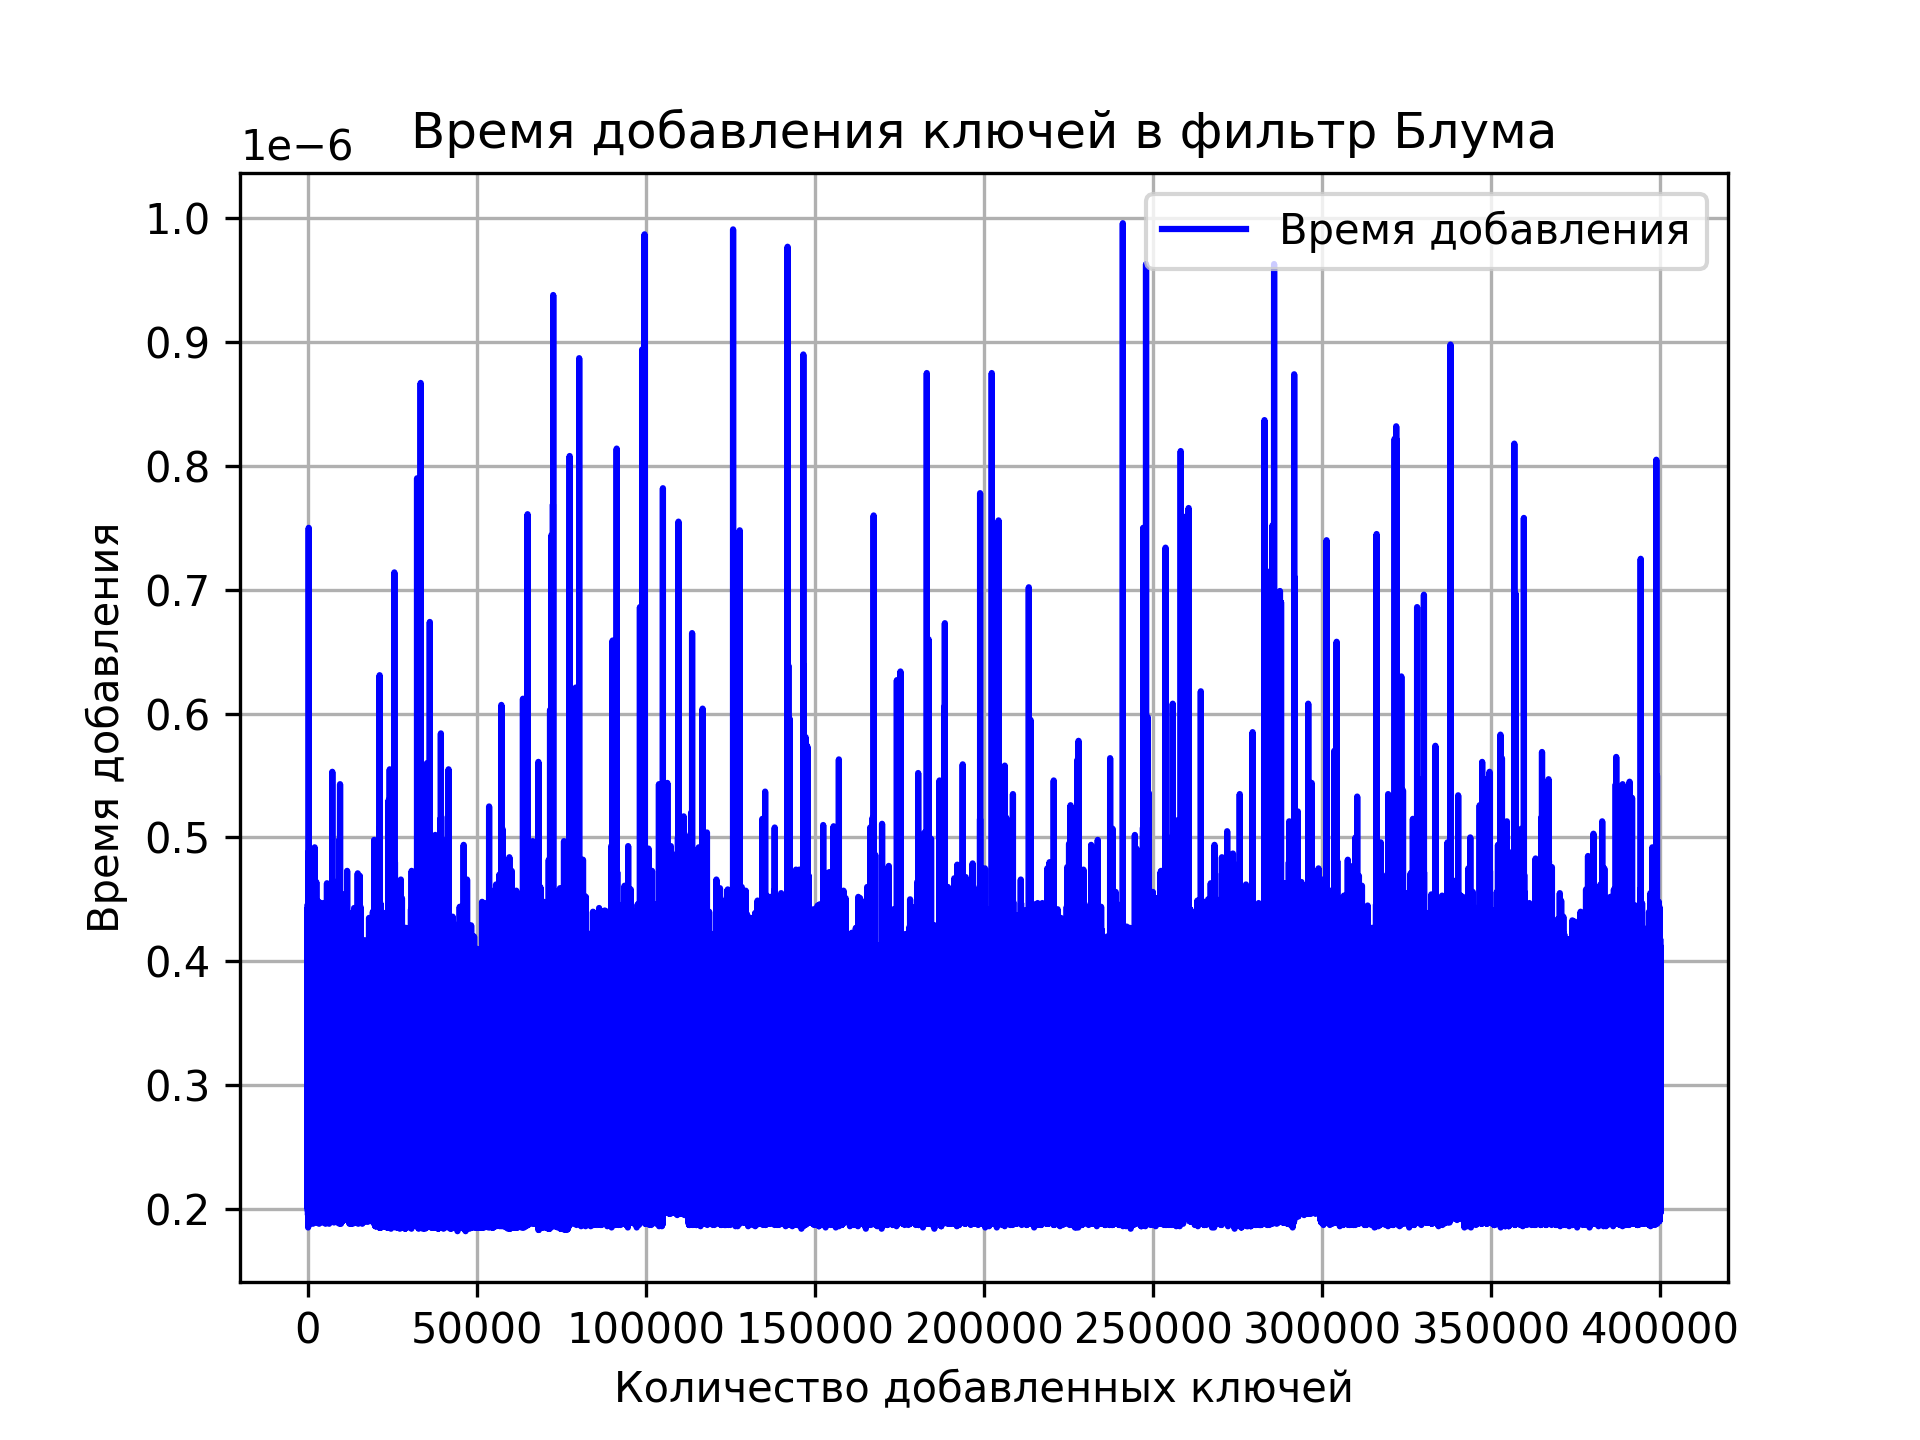 Время добавления ключей в фильтр Блума
1e−6
Время добавления
1.0
0.9
0.8
0.7
0.6
0.5
0.4
0.3
0.2
Время добавления
0 50000 100000 150000 200000 250000 300000 350000 400000
Количество добавленных ключей